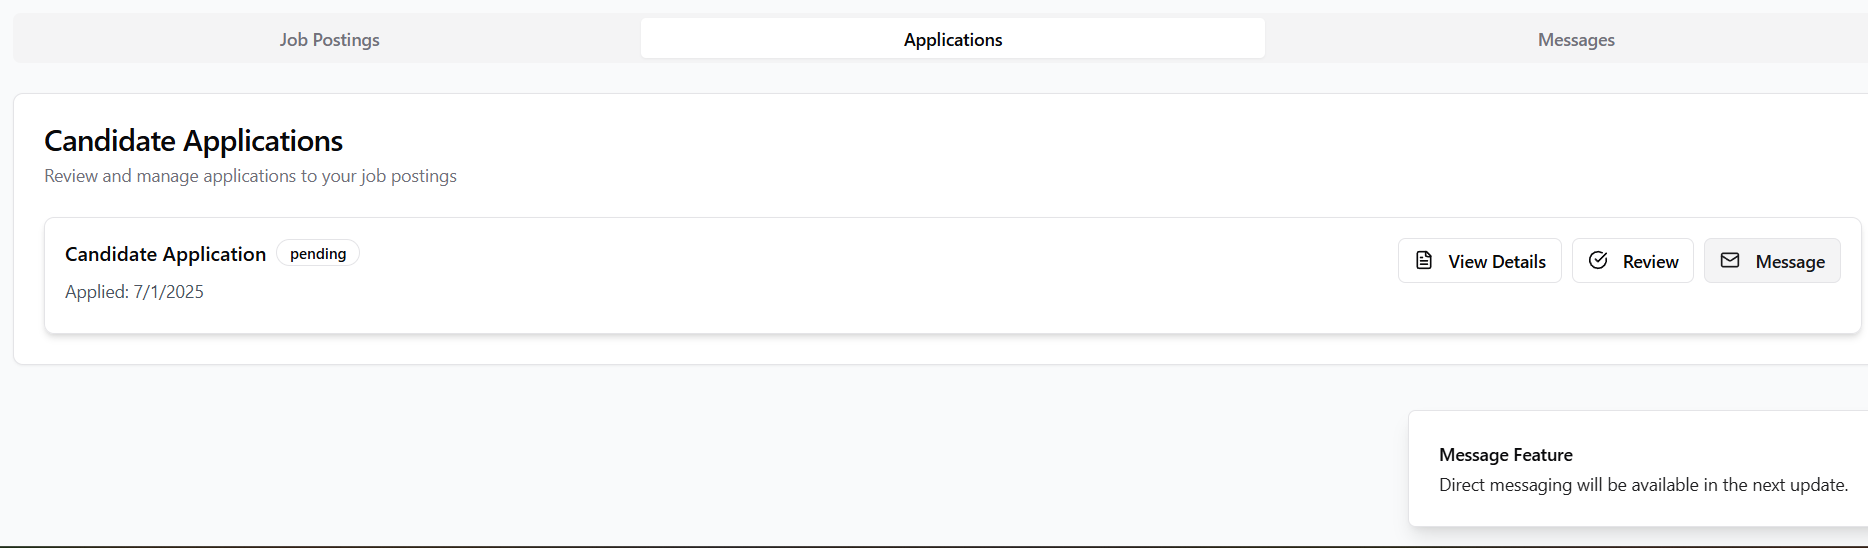 Job Postings
Applications
Messages
Candidate Applications
Review and manage applications to your job postings
Candidate Application pending
View Details Review Message
Applied: 7/1/2025
Message Feature
Direct messaging will be available in the next update.